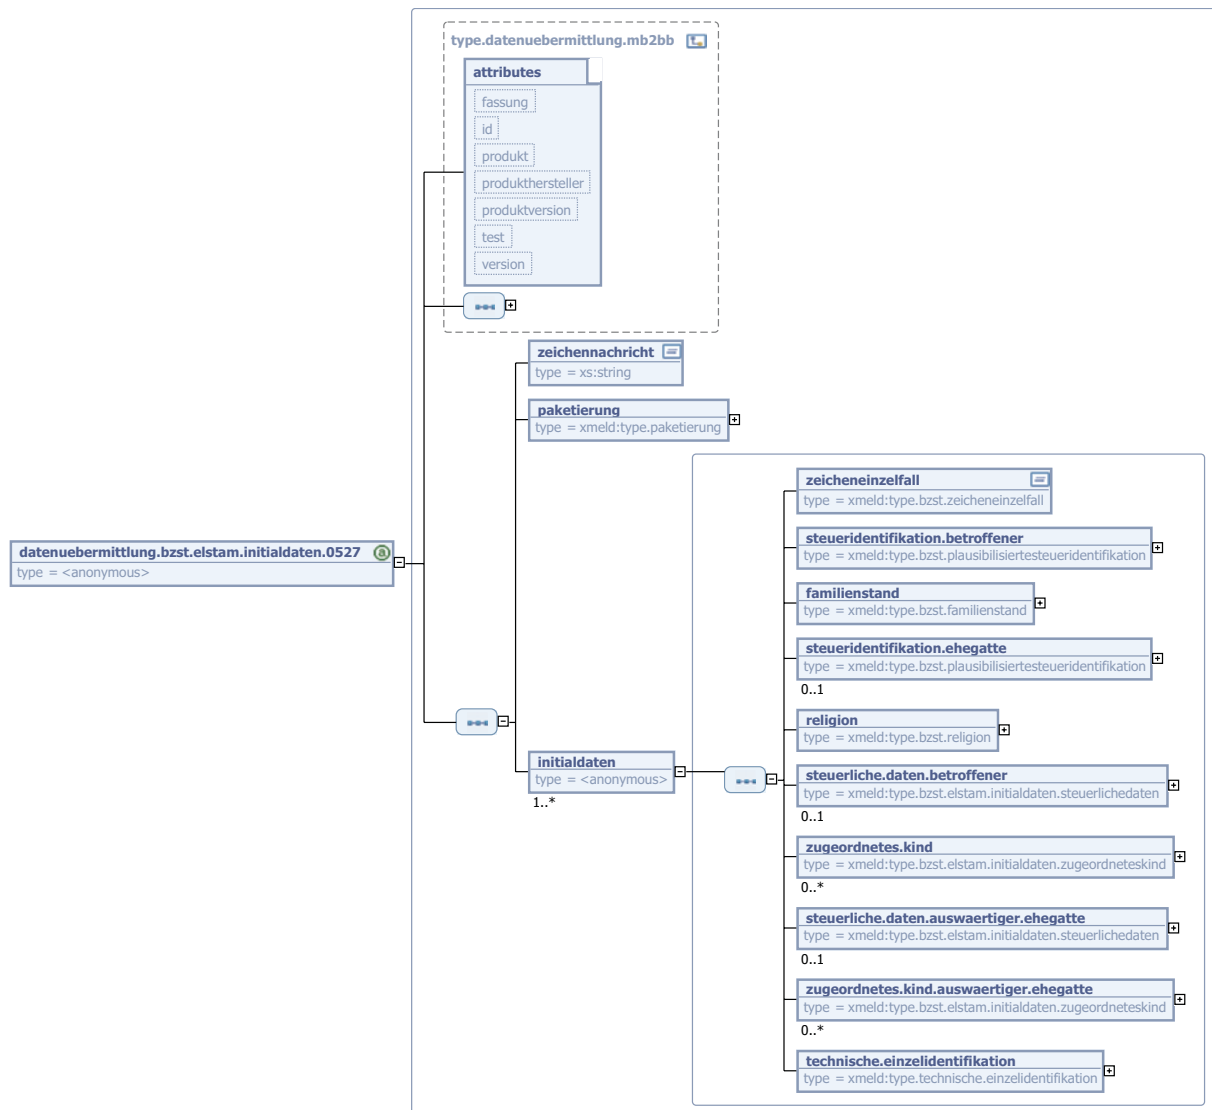 type.datenuebermittlung.mb2bb
attributes
fassung
id
produkt
produkthersteller
produktversion
test
version
zeichennachricht
type = xs:string
paketierung
type = xmeld:type.paketierung
datenuebermittlung.bzst.elstam.initialdaten.0527
type = <anonymous>
initialdaten
type = <anonymous>
1..*
zeicheneinzelfall
type = xmeld:type.bzst.zeicheneinzelfall
steueridentifikation.betroffener
type = xmeld:type.bzst.plausibilisiertesteueridentifikation
familienstand
type = xmeld:type.bzst.familienstand
steueridentifikation.ehegatte
type = xmeld:type.bzst.plausibilisiertesteueridentifikation
0..1
religion
type = xmeld:type.bzst.religion
steuerliche.daten.betroffener
type = xmeld:type.bzst.elstam.initialdaten.steuerlichedaten
0..1
zugeordnetes.kind
type = xmeld:type.bzst.elstam.initialdaten.zugeordneteskind
0..*
steuerliche.daten.auswaertiger.ehegatte
type = xmeld:type.bzst.elstam.initialdaten.steuerlichedaten
0..1
zugeordnetes.kind.auswaertiger.ehegatte
type = xmeld:type.bzst.elstam.initialdaten.zugeordneteskind
0..*
technische.einzelidentifikation
type = xmeld:type.technische.einzelidentifikation